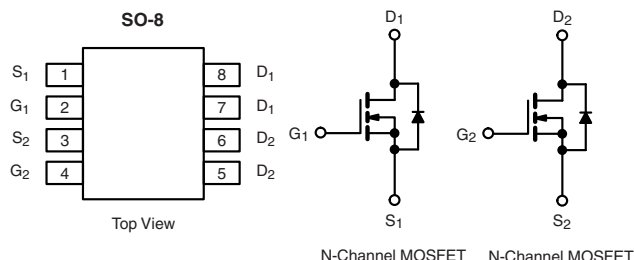 SO-8
D1 D2
S1 1 8 D1
G1 2 7 D1
S2 3 6 D2
G2 4 5 D2
G1 G2
Top View
S1 S2
N-Channel MOSFET N-Channel MOSFET